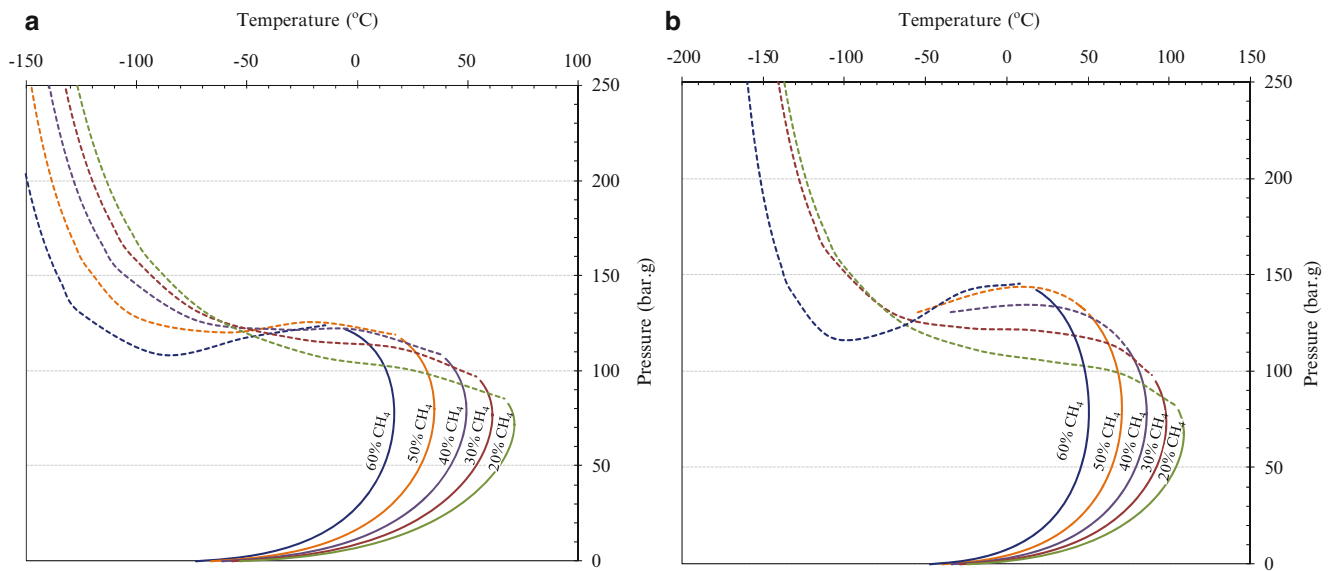 a
Temperature (°C)
-150 -100 -50 0 50 100
250
200
150
100
50
0
Pressure (bar.g)
60% CH₄
50% CH₄
40% CH₄
30% CH₄
20% CH₄
b
Temperature (°C)
-200 -150 -100 -50 0 50 100 150
250
200
150
100
50
0
Pressure (bar.g)
60% CH₄
50% CH₄
40% CH₄
30% CH₄
20% CH₄